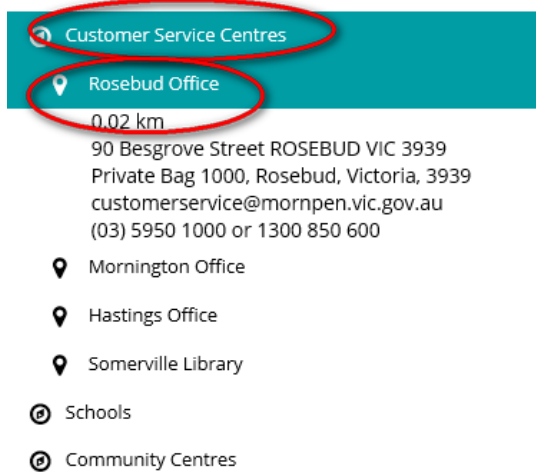 Customer Service Centres
Rosebud Office
0.02 km
90 Besgrove Street ROSEBUD VIC 3939
Private Bag 1000, Rosebud, Victoria, 3939
customerservice@mornpen.vic.gov.au
(03) 5950 1000 or 1300 850 600
Mornington Office
Hastings Office
Somerville Library
Schools
Community Centres